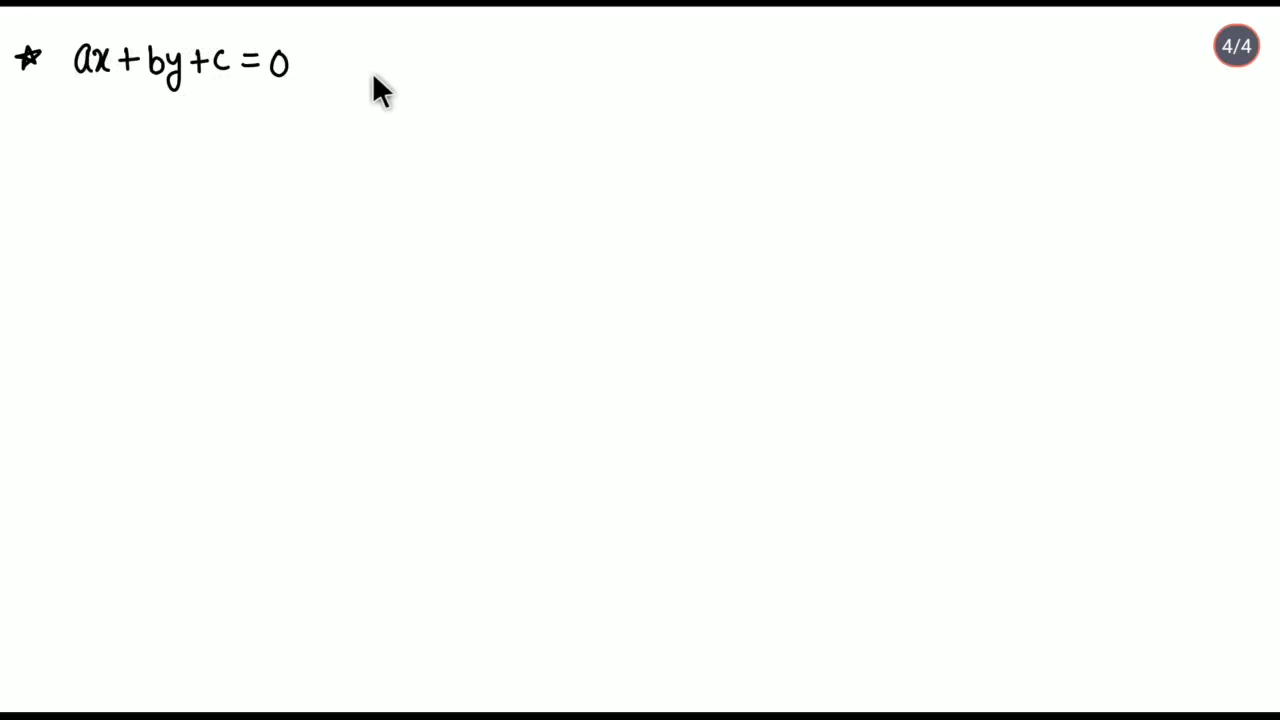 ☆ ax + by + c = 0
4/4